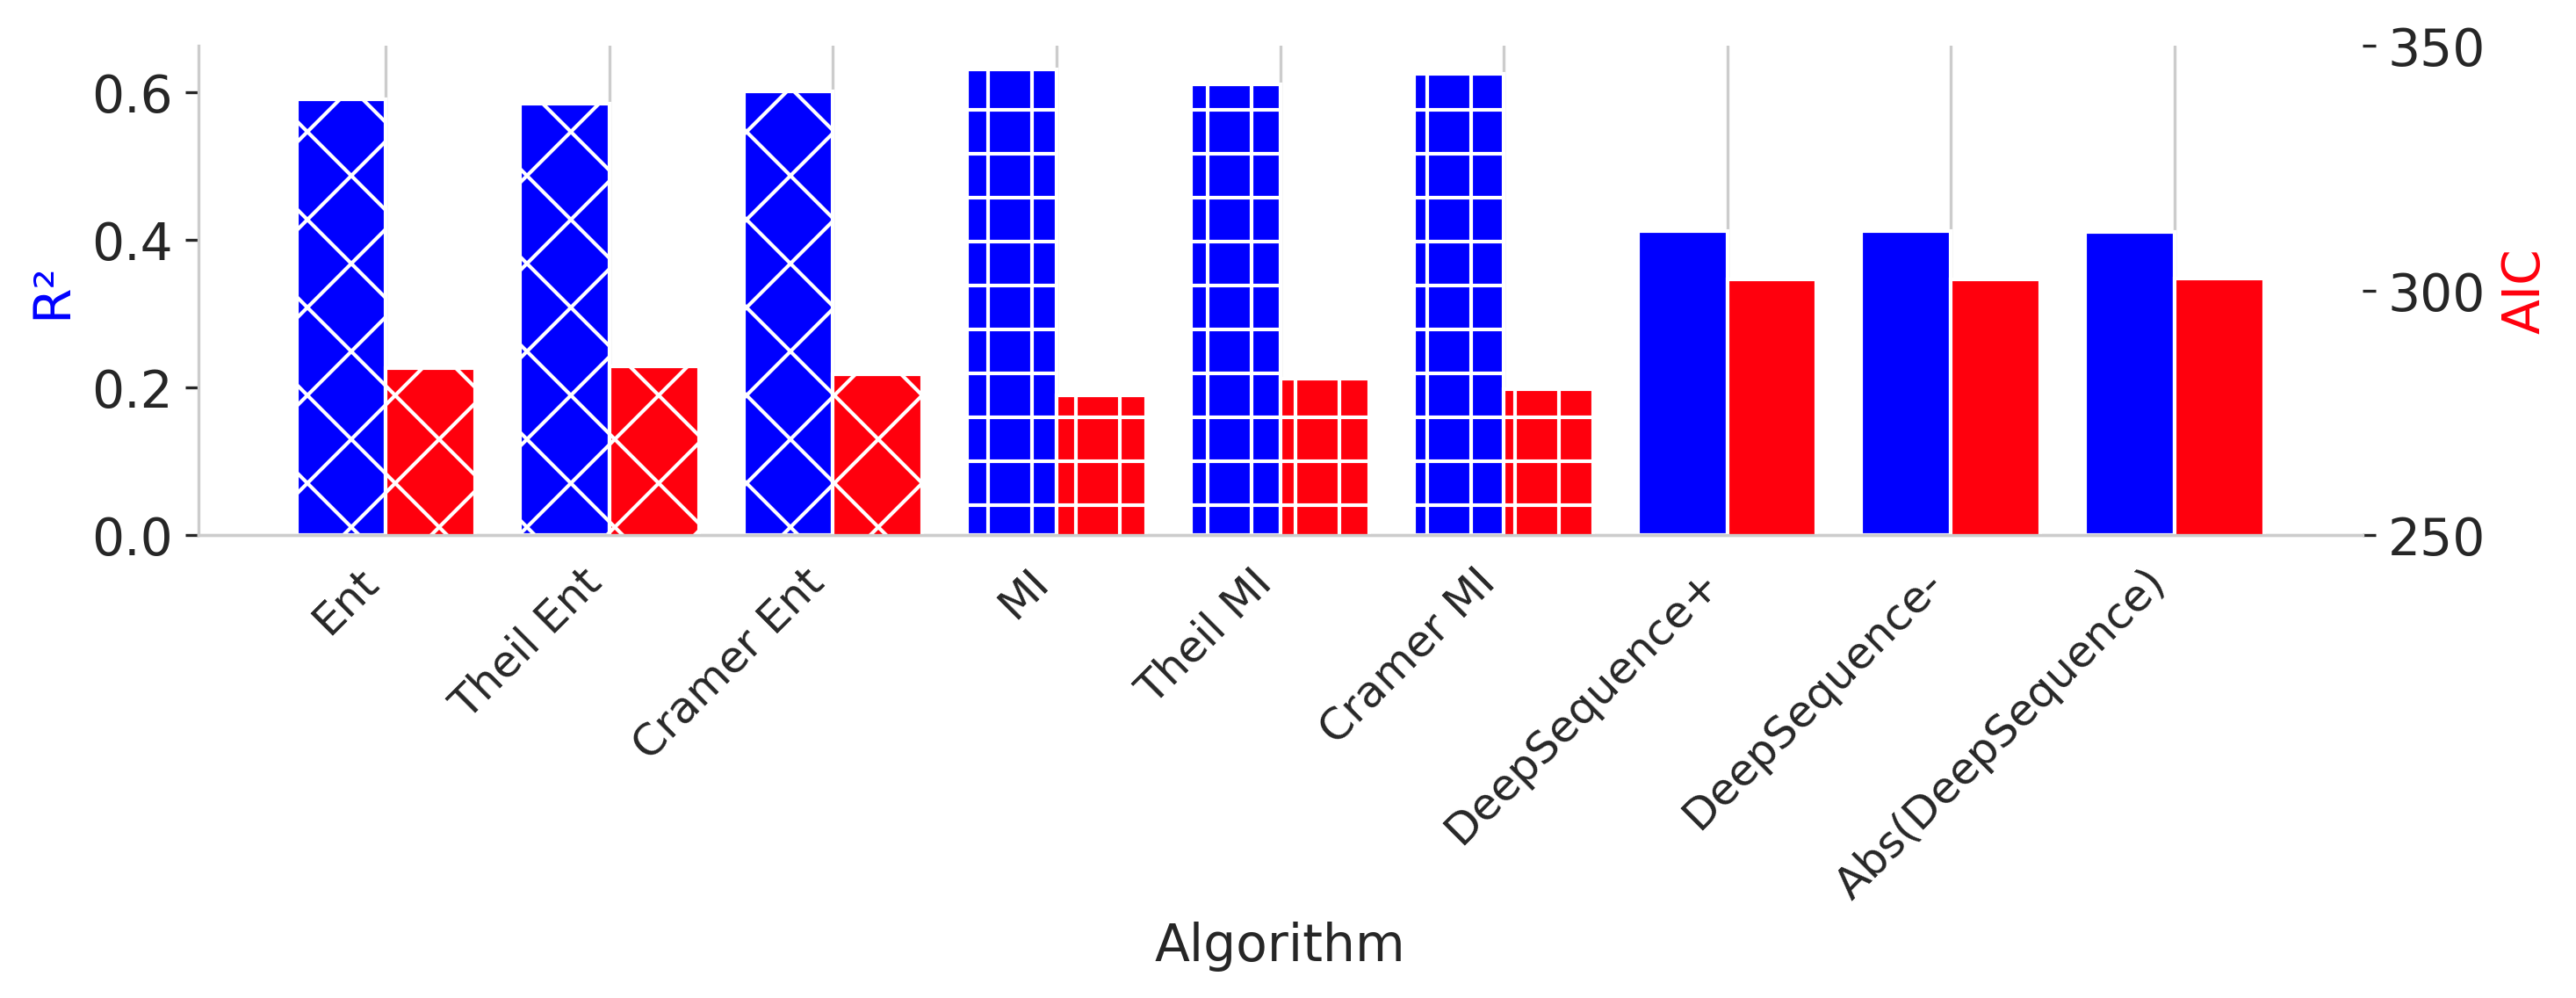 R²
0.6
0.4
0.2
0.0
350
300
250
AIC
Ent
Theil Ent
Cramer Ent
MI
Theil MI
Cramer MI
DeepSequence+
DeepSequence-
Abs(DeepSequence)
Algorithm